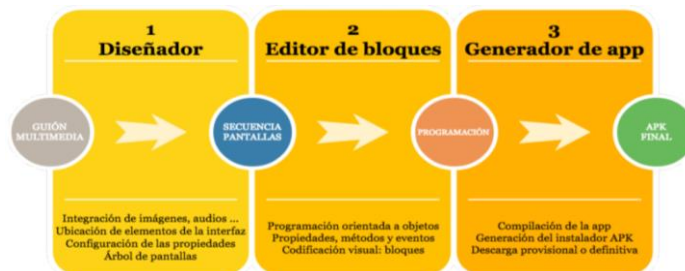 1
Diseñador
2
Editor de bloques
3
Generador de app
GUIÓN
MULTIMEDIA
SECUENCIA
PANTALLAS
PROGRAMACIÓN
APK
FINAL
Integración de imágenes, audios ...
Ubicación de elementos de la interfaz
Configuración de las propiedades
Árbol de pantallas
Programación orientada a objetos
Propiedades, métodos y eventos
Codificación visual: bloques
Compilación de la app
Generación del instalador APK
Descarga provisional o definitiva